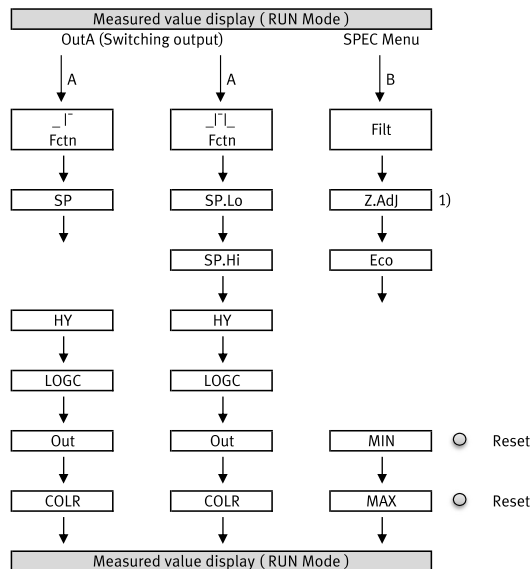 Measured value display ( RUN Mode )
OutA (Switching output) SPEC Menu
A A B
_|¯ _|¯|_ Filt
Fctn Fctn
SP SP.Lo Z.AdJ 1)
SP.Hi Eco
HY HY
LOGC LOGC
Out Out MIN Reset
COLR COLR MAX Reset
Measured value display ( RUN Mode )